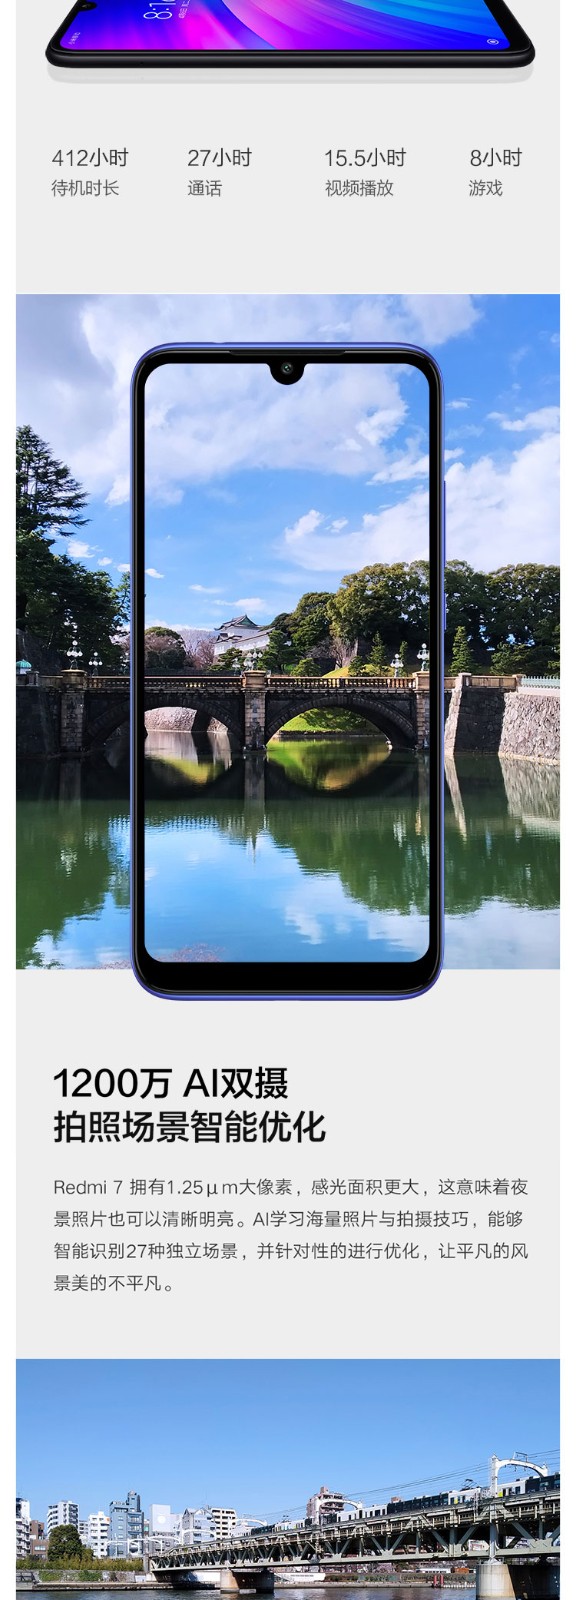 412小时
27小时
15.5小时
8小时
待机时长
通话
视频播放
游戏
1200万 AI双摄
拍照场景智能优化
Redmi 7 拥有1.25μm大像素，感光面积更大，这意味着夜
景照片也可以清晰明亮。AI学习海量照片与拍摄技巧，能够
智能识别27种独立场景，并针对性的进行优化，让平凡的风
景美的不平凡。